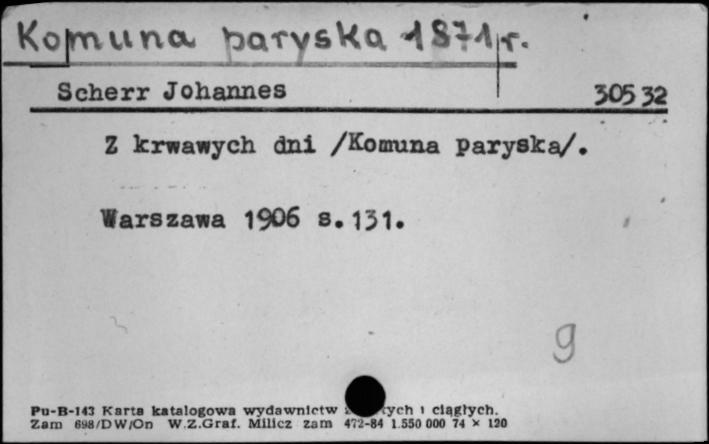 Komuna paryska 1871 r.
Scherr Johannes 30532
Z krwawych dni /Komuna paryska/.
Warszawa 1906 s. 131.
9
Pu-B-143 Karta katalogowa wydawnictw i ciągłych.
Zam 698/DW/On W.Z.Graf. Milicz zam 472-84 1.550 000 74 × 120